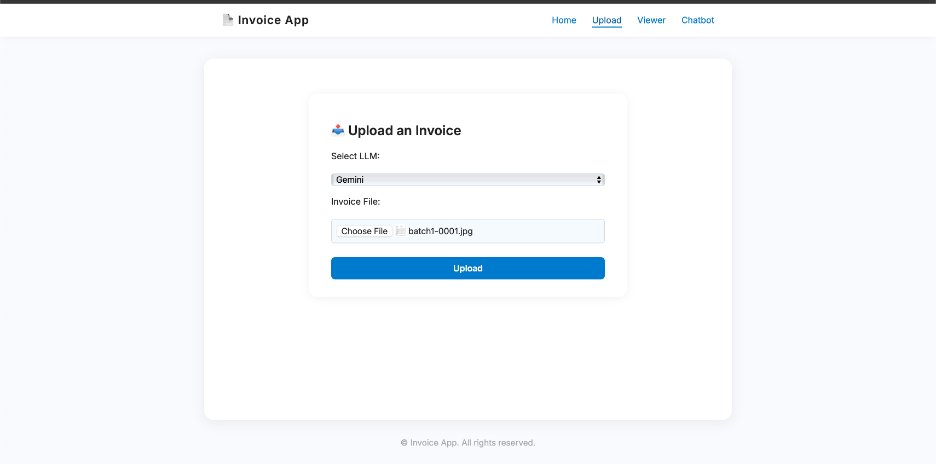 Invoice App
Home Upload Viewer Chatbot
Upload an Invoice
Select LLM:
Gemini
Invoice File:
Choose File batch1-0001.jpg
Upload
© Invoice App. All rights reserved.